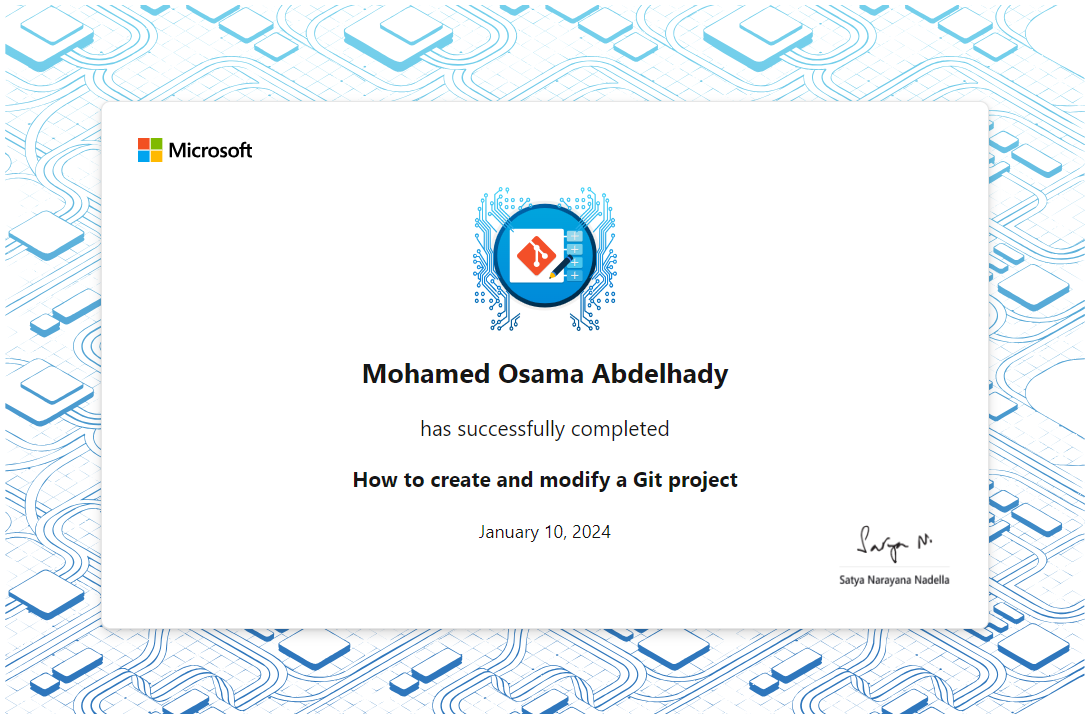 Microsoft
Mohamed Osama Abdelhady
has successfully completed
How to create and modify a Git project
January 10, 2024
Satya N.
Satya Narayana Nadella